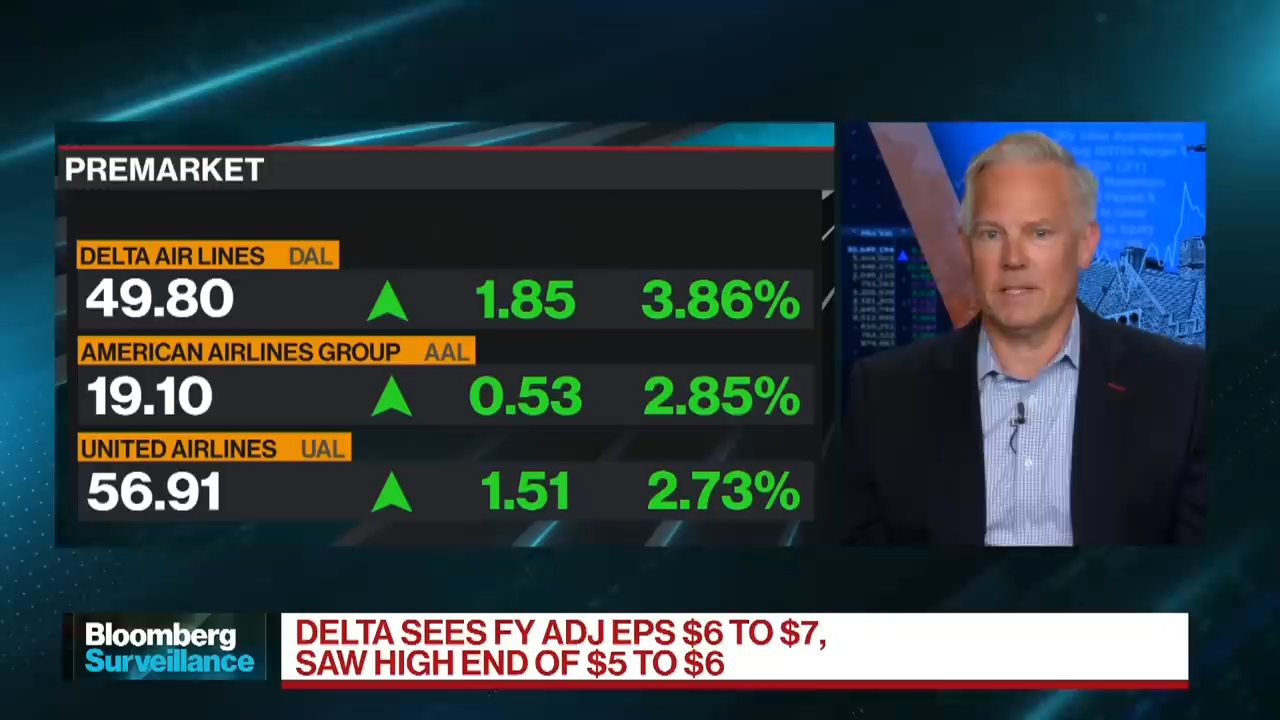 PREMARKET
DELTA AIR LINES DAL
49.80 ▲ 1.85 3.86%
AMERICAN AIRLINES GROUP AAL
19.10 ▲ 0.53 2.85%
UNITED AIRLINES UAL
56.91 ▲ 1.51 2.73%
Bloomberg
Surveillance
DELTA SEES FY ADJ EPS $6 TO $7,
SAW HIGH END OF $5 TO $6